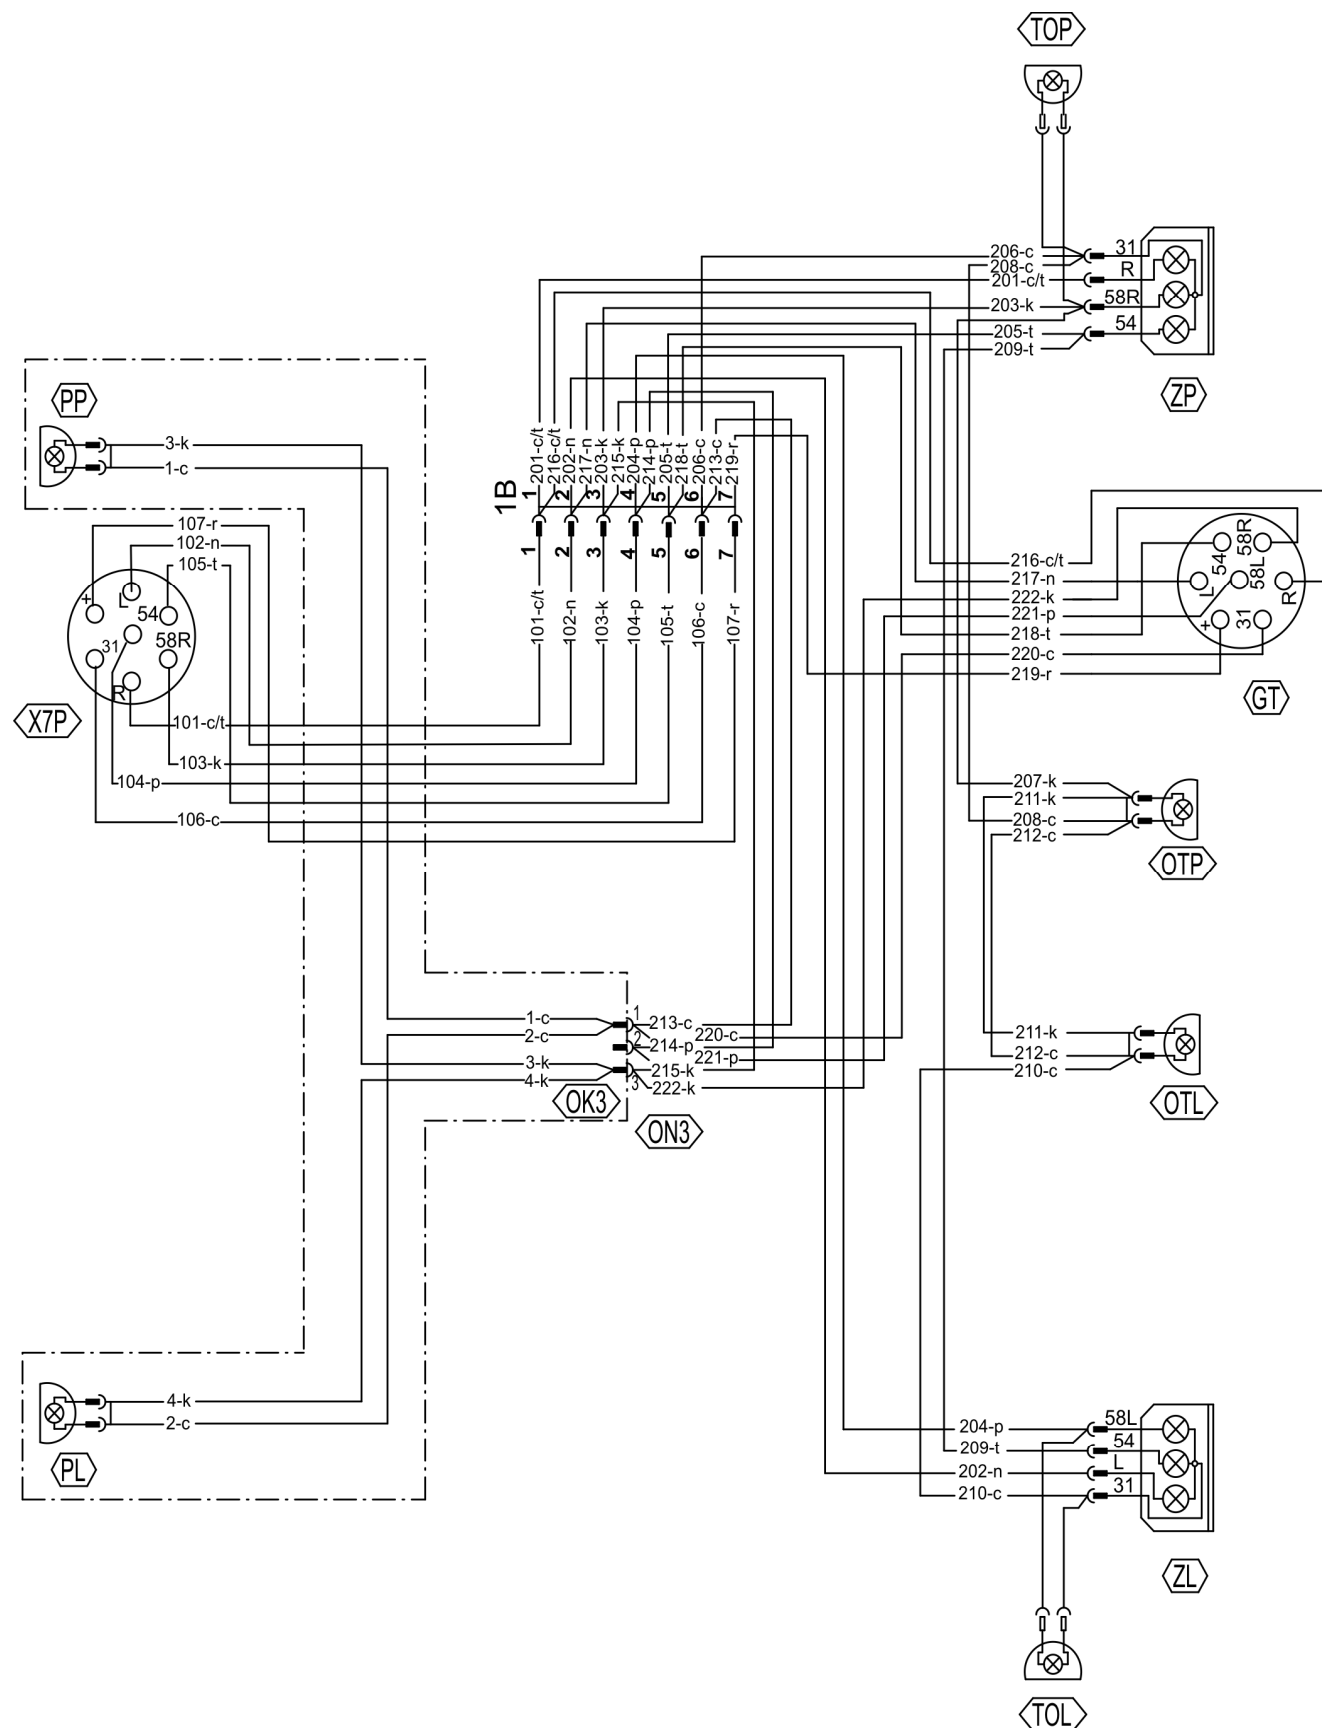 TOP
206-c
31
208-c
R
201-c/t
203-k
58R
205-t
54
209-t
ZP
PP
3-k
1-c
1B
201-c/t
216-c/t
202-n
217-n
203-k
215-k
204-p
214-p
205-t
218-t
206-c
213-c
219-r
1
2
3
4
5
6
7
1
2
3
4
5
6
7
101-c/t
102-n
103-k
104-p
105-t
106-c
107-r
107-r
102-n
105-t
+
L
54
31
58R
R
X7P
101-c/t
103-k
104-p
106-c
216-c/t
217-n
222-k
221-p
218-t
220-c
219-r
54
58R
L
58L
R
+
31
GT
207-k
211-k
208-c
212-c
OTP
1-c
2-c
3-k
4-k
1
2
3
213-c
220-c
214-p
221-p
215-k
222-k
OK3
ON3
211-k
212-c
210-c
OTL
4-k
2-c
PL
204-p
58L
209-t
54
202-n
L
210-c
31
ZL
TOL